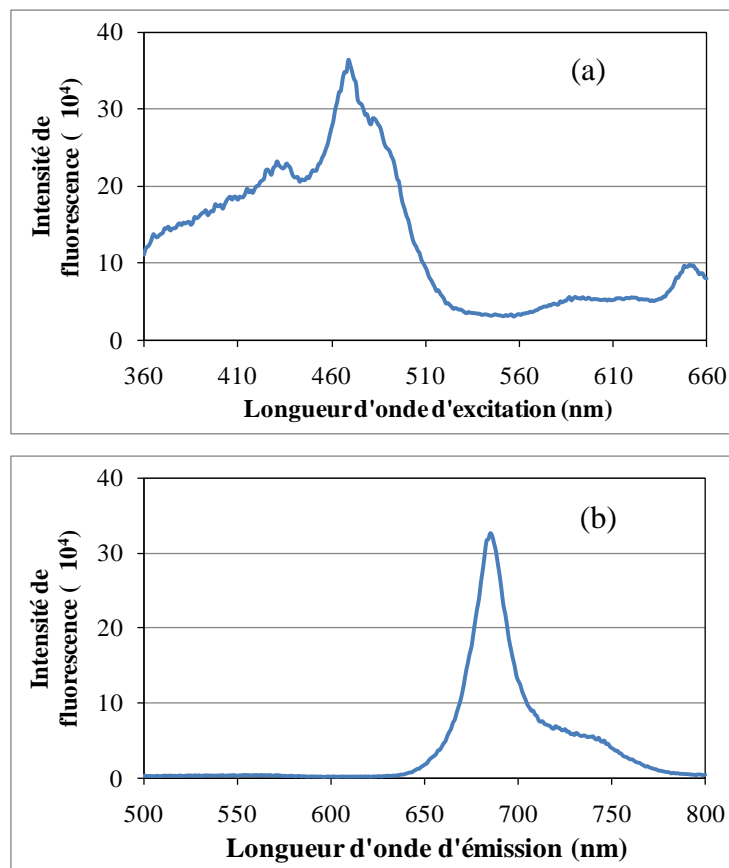 40
30
20
10
0
Intensité de
fluorescence ( 10⁴)
(a)
360 410 460 510 560 610 660
Longueur d'onde d'excitation (nm)
40
30
20
10
0
Intensité de
fluorescence ( 10⁴)
(b)
500 550 600 650 700 750 800
Longueur d'onde d'émission (nm)